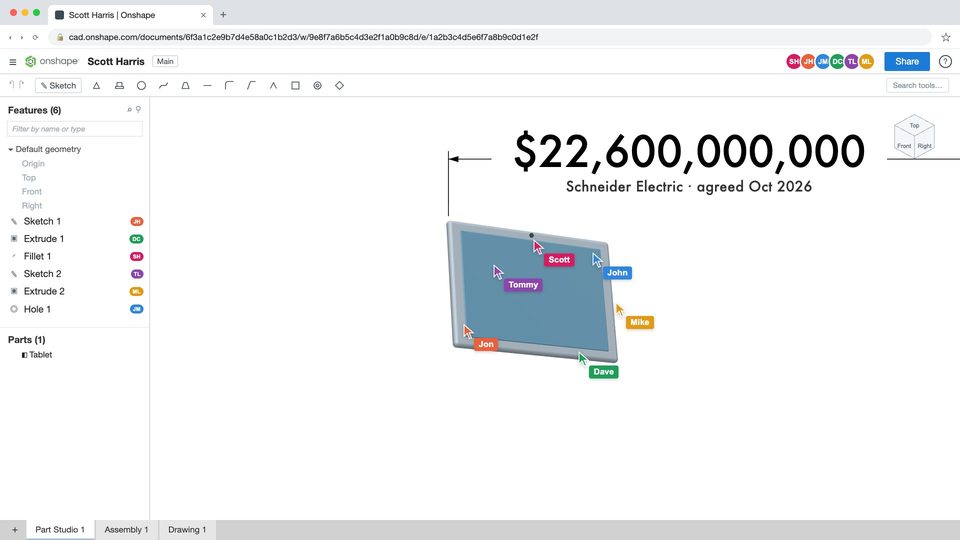 Scott Harris | Onshape
cad.onshape.com/documents/6f3a1c2e9b7d4e58a0c1b2d3/w/9e8f7a6b5c4d3e2f1a0b9c8d/e/1a2b3c4d5e6f7a8b9c0d1e2f
onshape
Scott Harris
Main
SH
JH
JM
DC
TL
ML
Share
?
Sketch
Search tools…
Features (6)
Filter by name or type
Default geometry
Origin
Top
Front
Right
Sketch 1 JH
Extrude 1 DC
Fillet 1 SH
Sketch 2 TL
Extrude 2 ML
Hole 1 JM
Parts (1)
Tablet
$22,600,000,000
Schneider Electric · agreed Oct 2026
Top
Front Right
Scott
John
Tommy
Mike
Jon
Dave
Part Studio 1
Assembly 1
Drawing 1